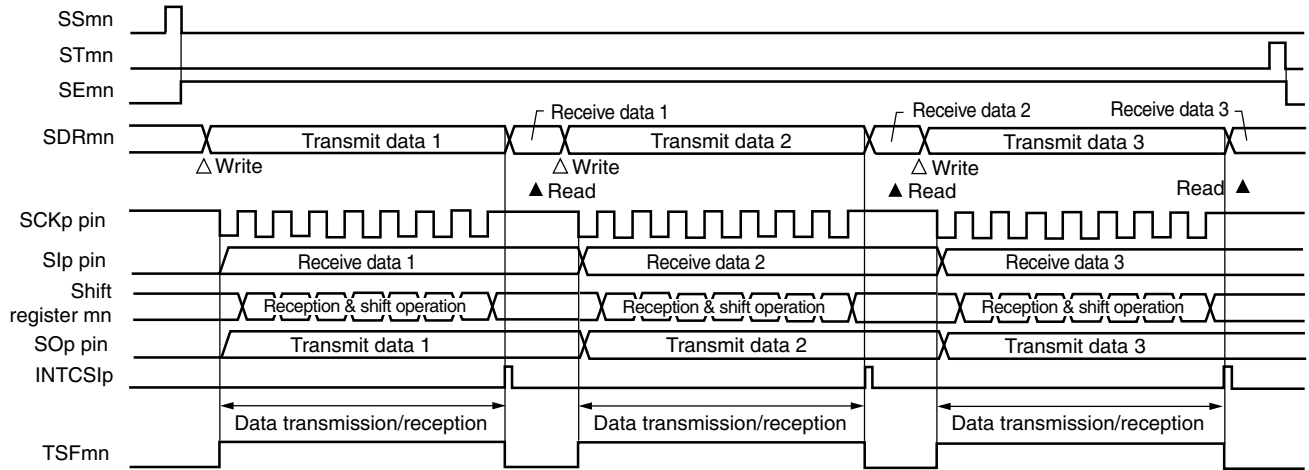 SSmn
STmn
SEmn
Receive data 1
Receive data 2
Receive data 3
SDRmn
Transmit data 1
Transmit data 2
Transmit data 3
△ Write
△ Write
△ Write
▲ Read
▲ Read
Read ▲
SCKp pin
SIp pin
Receive data 1
Receive data 2
Receive data 3
Shift
register mn
Reception & shift operation
Reception & shift operation
Reception & shift operation
SOp pin
Transmit data 1
Transmit data 2
Transmit data 3
INTCSIp
Data transmission/reception
Data transmission/reception
Data transmission/reception
TSFmn